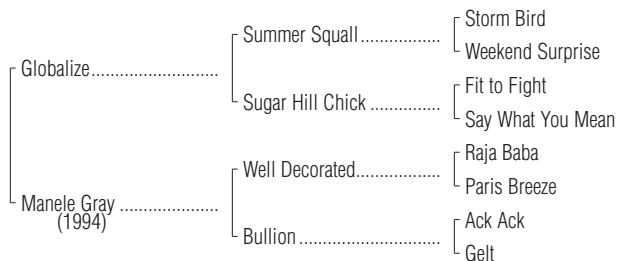 Storm Bird
Summer Squall.................
Weekend Surprise
Globalize...........................
Fit to Fight
Sugar Hill Chick ...............
Say What You Mean
Raja Baba
Well Decorated..................
Paris Breeze
Manele Gray .....................
(1994)
Ack Ack
Bullion ..............................
Gelt